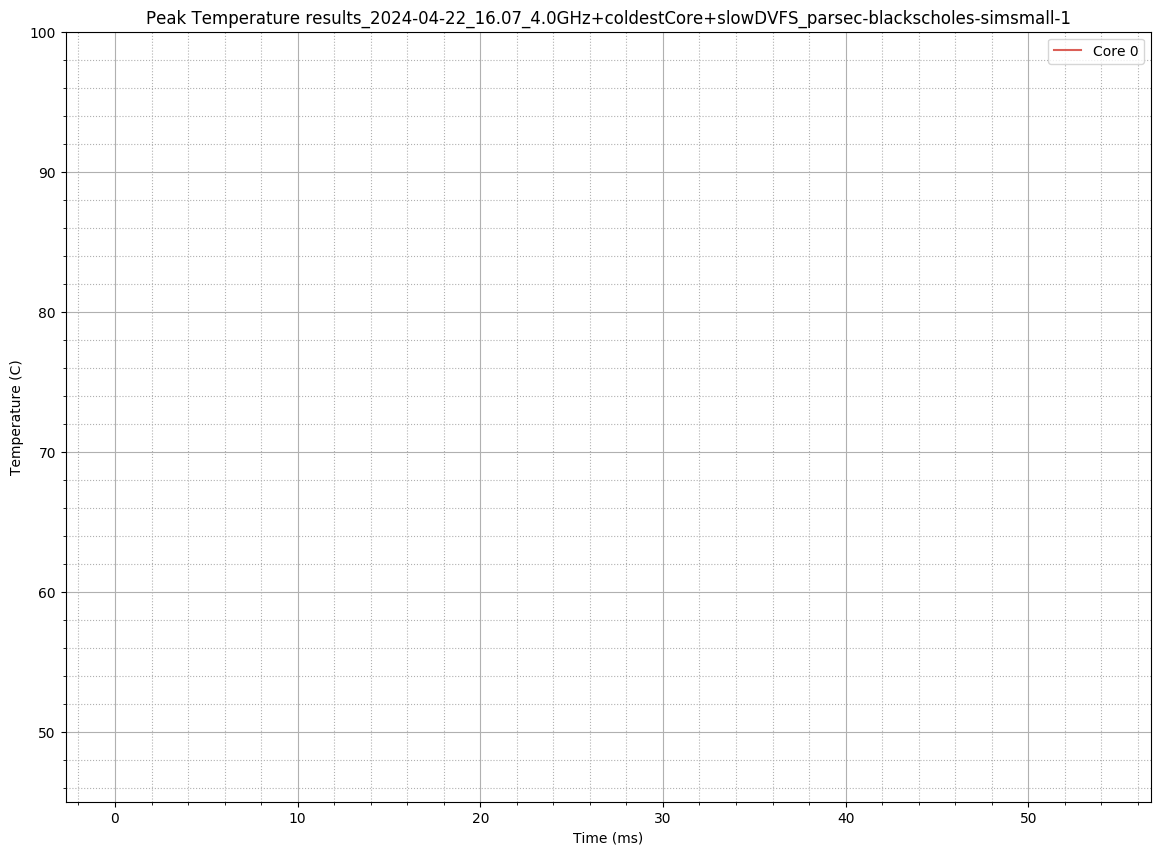 Peak Temperature results_2024-04-22_16.07_4.0GHz+coldestCore+slowDVFS_parsec-blackscholes-simsmall-1
Core 0
100
90
80
70
60
50
Temperature (C)
0 10 20 30 40 50
Time (ms)